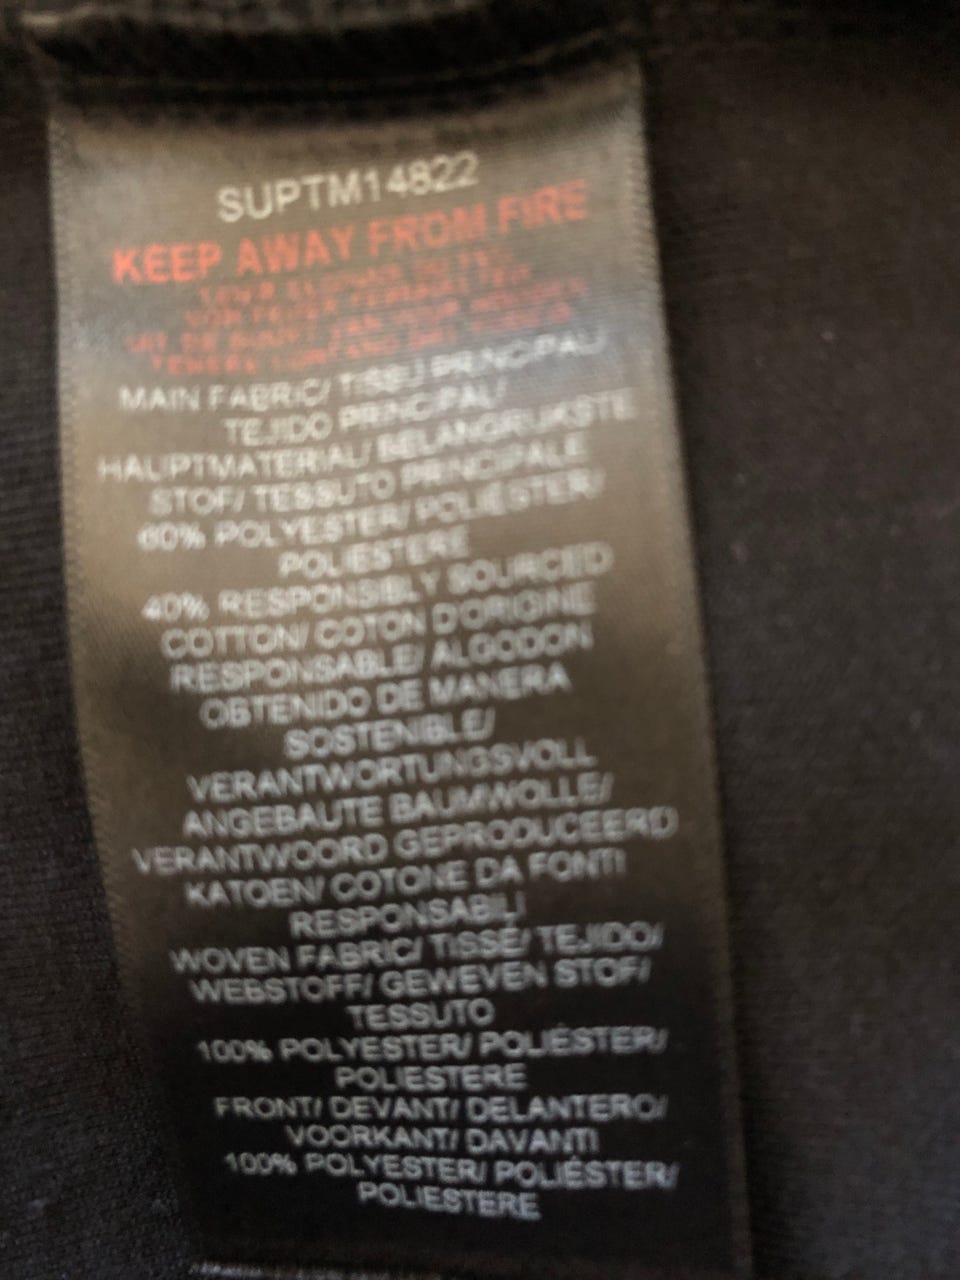 SUPTM14822
KEEP AWAY FROM FIRE
MAIN FABRIC/ TISSU PRINCIPAL/
TEJIDO PRINCIPAL/
HAUPTMATERIAL/ BELANGRIJKSTE
STOF/ TESSUTO PRINCIPALE
60% POLYESTER/ POLIÉSTER/
POLIESTERE
40% RESPONSIBLY SOURCED
COTTON/ COTON D'ORIGINE
RESPONSABLE/ ALGODON
OBTENIDO DE MANERA
SOSTENIBLE/
VERANTWORTUNGSVOLL
ANGEBAUTE BAUMWOLLE/
VERANTWOORD GEPRODUCEERD
KATOEN/ COTONE DA FONTI
RESPONSABILI
WOVEN FABRIC/ TISSÉ/ TEJIDO/
WEBSTOFF/ GEWEVEN STOF/
TESSUTO
100% POLYESTER/ POLIÉSTER/
POLIESTERE
FRONT/ DEVANT/ DELANTERO/
VOORKANT/ DAVANTI
100% POLYESTER/ POLIÉSTER/
POLIESTERE